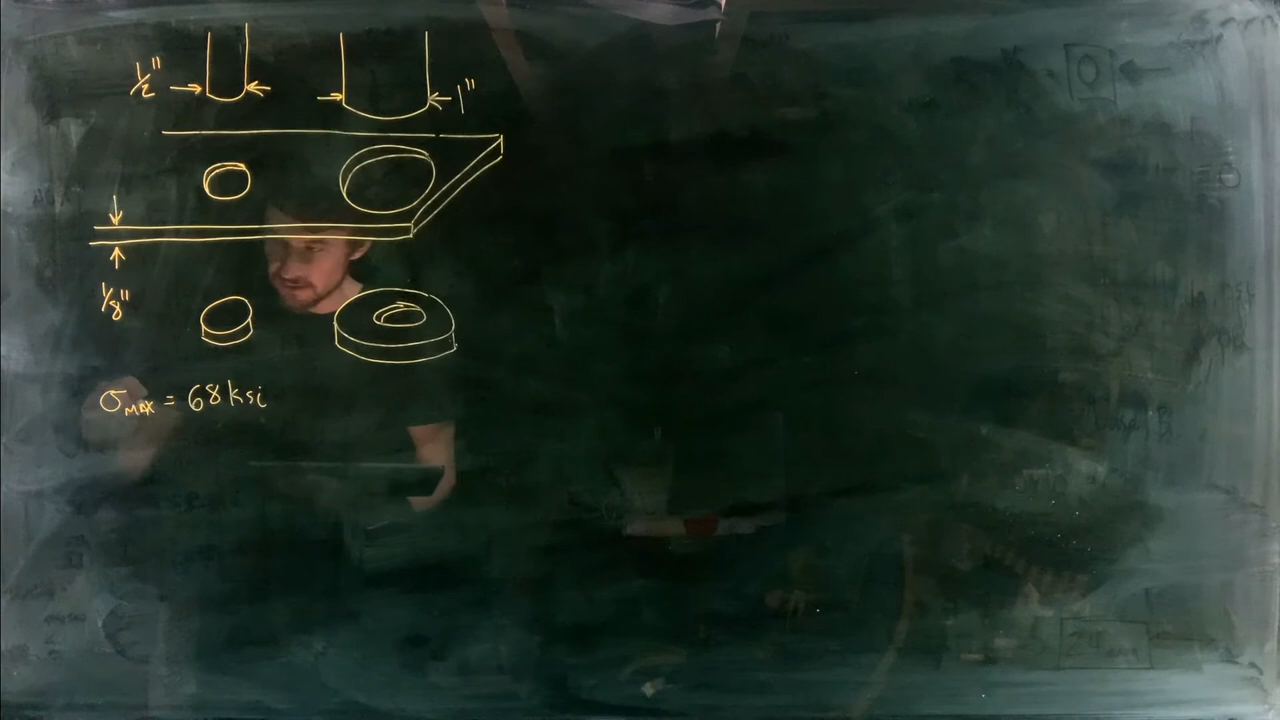 1/2"
1"
1/8"
σMAX = 68 ksi